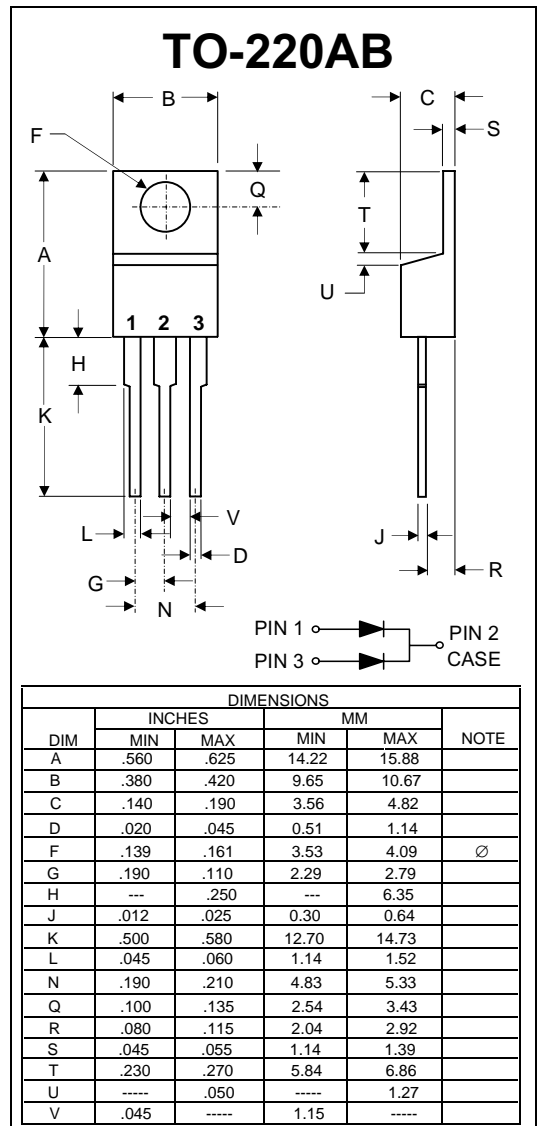 TO-220AB
B
C
S
F
Q
T
A
U
1 2 3
H
K
V
L
D
J
R
G
N
PIN 1
PIN 2
PIN 3
CASE
DIMENSIONS
INCHES MM
DIM MIN MAX MIN MAX NOTE
A .560 .625 14.22 15.88
B .380 .420 9.65 10.67
C .140 .190 3.56 4.82
D .020 .045 0.51 1.14
F .139 .161 3.53 4.09 ∅
G .190 .110 2.29 2.79
H --- .250 --- 6.35
J .012 .025 0.30 0.64
K .500 .580 12.70 14.73
L .045 .060 1.14 1.52
N .190 .210 4.83 5.33
Q .100 .135 2.54 3.43
R .080 .115 2.04 2.92
S .045 .055 1.14 1.39
T .230 .270 5.84 6.86
U ----- .050 ----- 1.27
V .045 ----- 1.15 -----